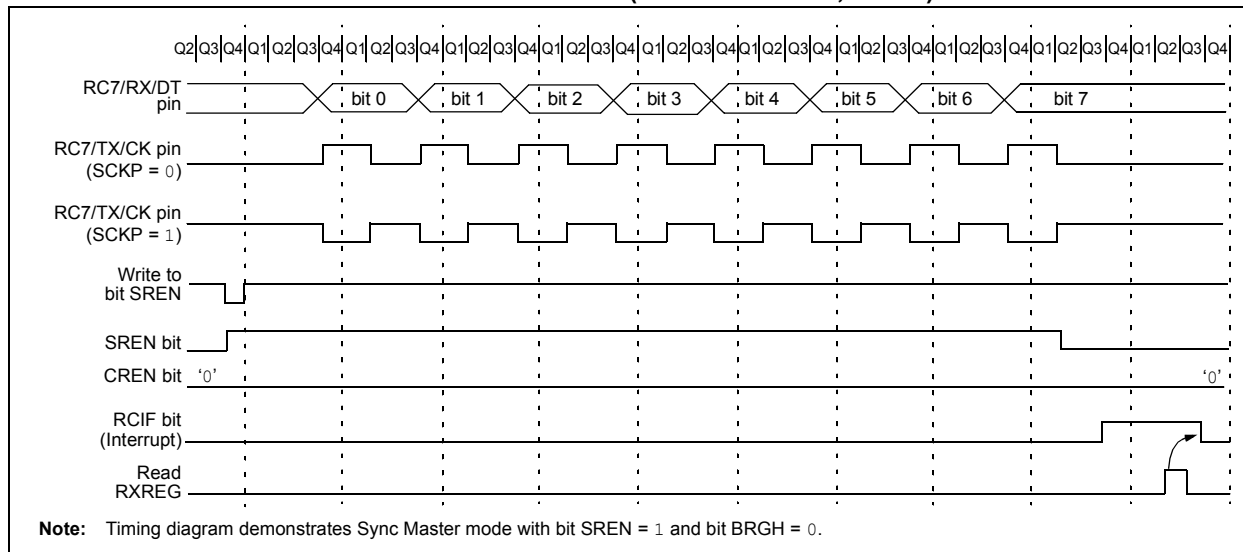 Q2 Q3 Q4 Q1 Q2 Q3 Q4 Q1 Q2 Q3 Q4 Q1 Q2 Q3 Q4 Q1 Q2 Q3 Q4 Q1 Q2 Q3 Q4 Q1 Q2 Q3 Q4 Q1 Q2 Q3 Q4 Q1 Q2 Q3 Q4 Q1 Q2 Q3 Q4 Q1 Q2 Q3 Q4
RC7/RX/DT
pin
bit 0 bit 1 bit 2 bit 3 bit 4 bit 5 bit 6 bit 7
RC7/TX/CK pin
(SCKP = 0)
RC7/TX/CK pin
(SCKP = 1)
Write to
bit SREN
SREN bit
CREN bit ‘0’ ‘0’
RCIF bit
(Interrupt)
Read
RXREG
Note: Timing diagram demonstrates Sync Master mode with bit SREN = 1 and bit BRGH = 0.